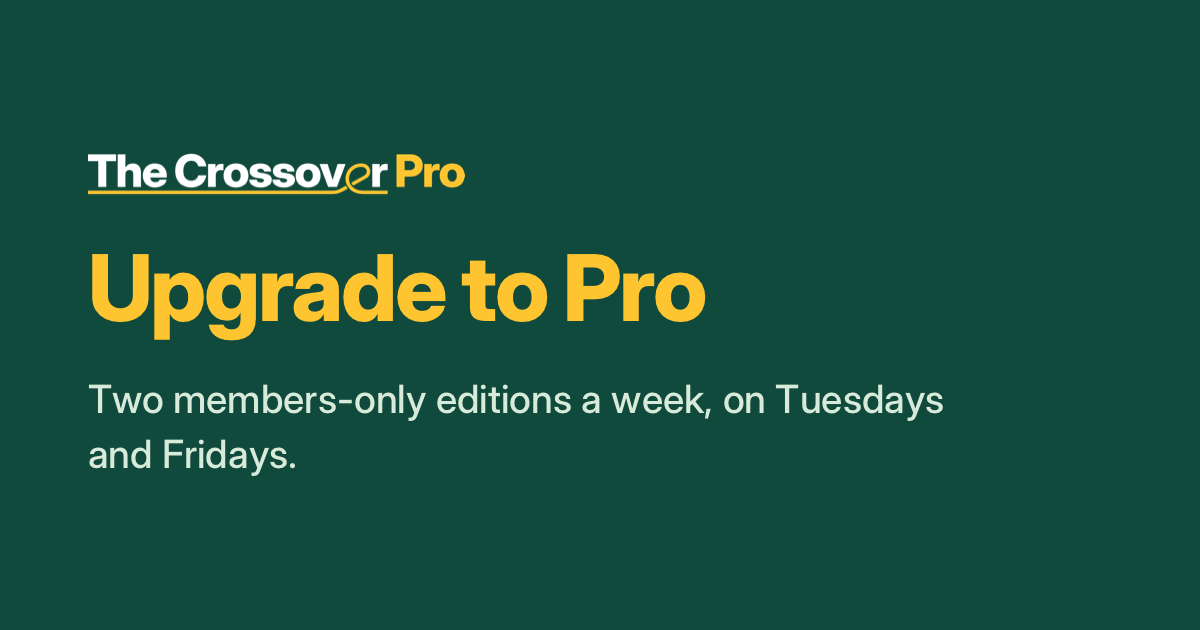 The Crossover Pro
Upgrade to Pro
Two members-only editions a week, on Tuesdays
and Fridays.